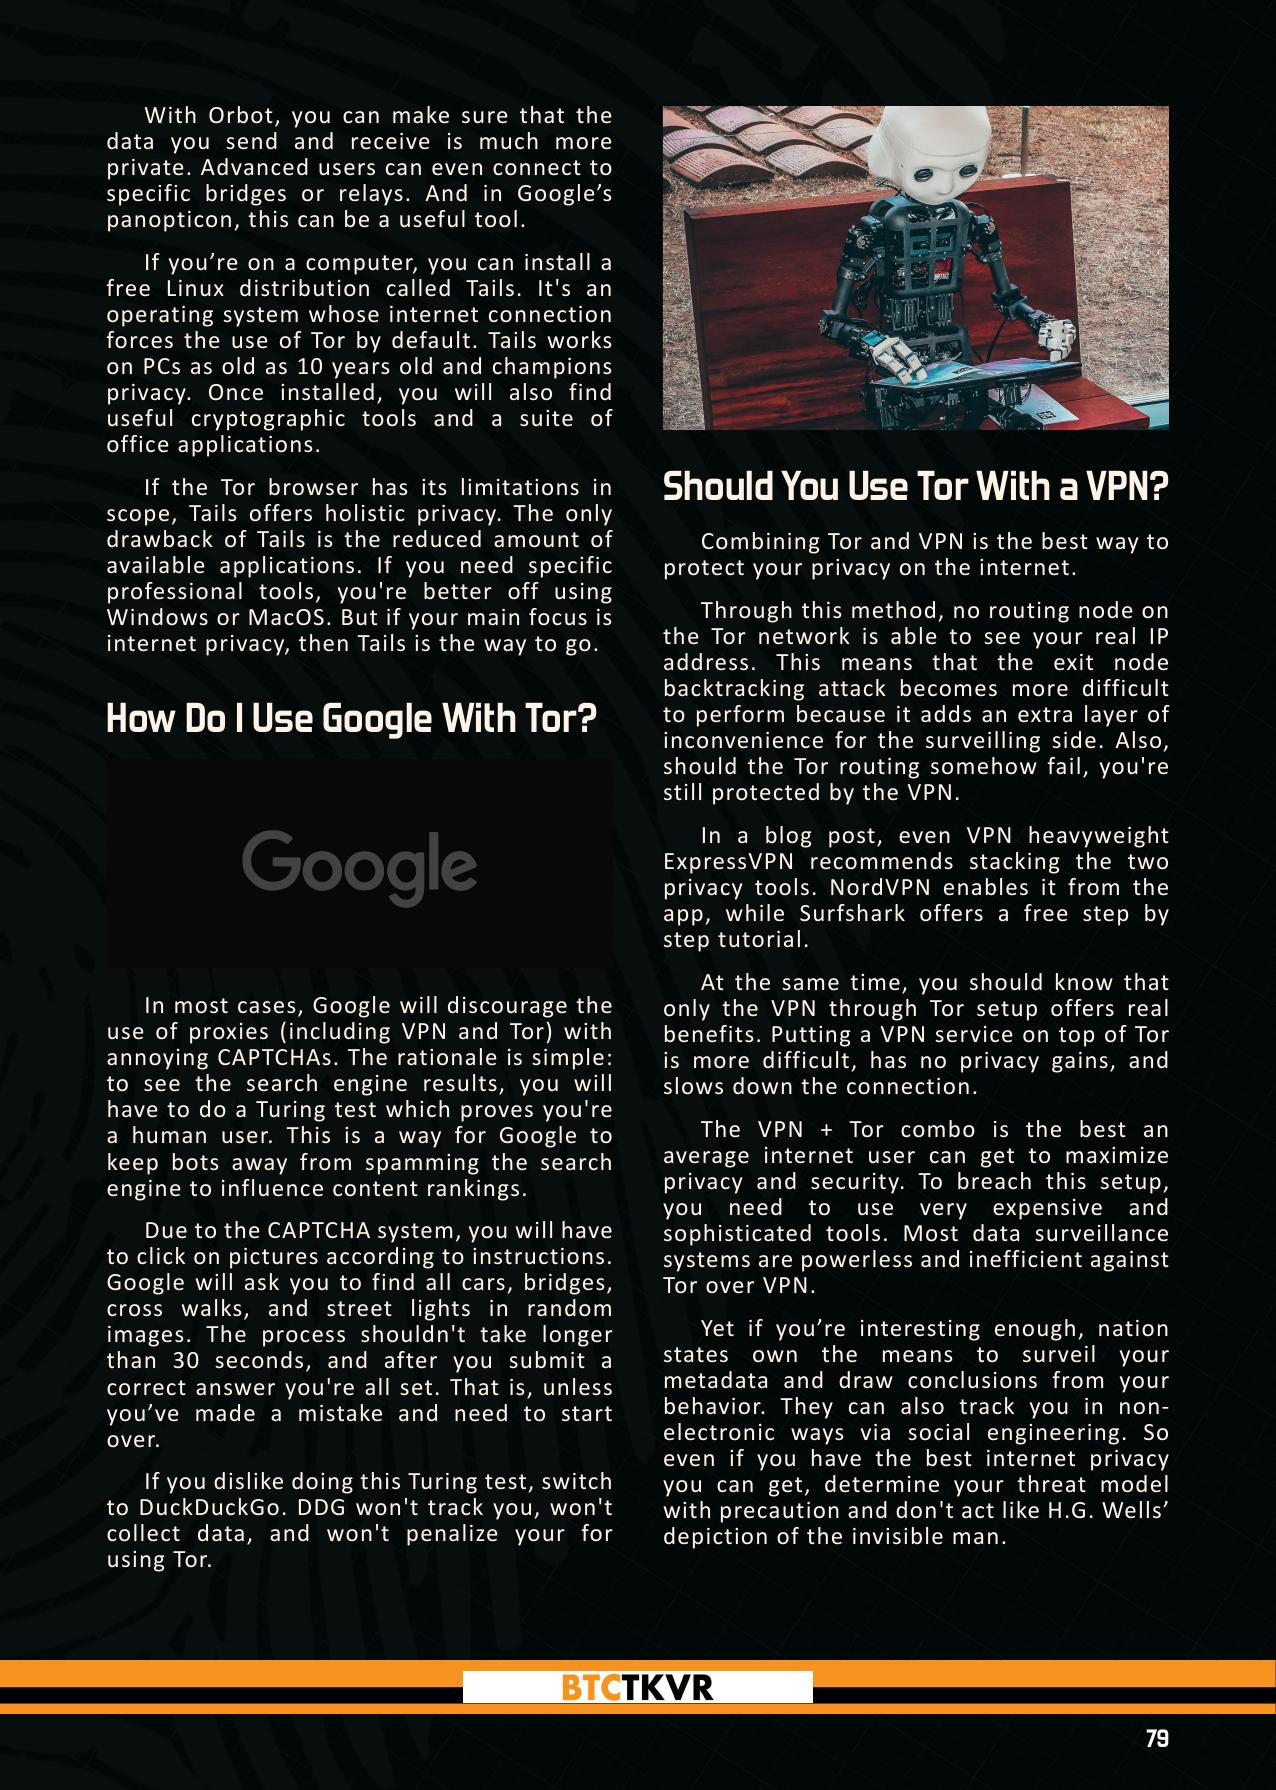 With Orbot, you can make sure that the
data you send and receive is much more
private. Advanced users can even connect to
specific bridges or relays. And in Google’s
panopticon, this can be a useful tool.
If you’re on a computer, you can install a
free Linux distribution called Tails. It's an
operating system whose internet connection
forces the use of Tor by default. Tails works
on PCs as old as 10 years old and champions
privacy. Once installed, you will also find
useful cryptographic tools and a suite of
office applications.
If the Tor browser has its limitations in
scope, Tails offers holistic privacy. The only
drawback of Tails is the reduced amount of
available applications. If you need specific
professional tools, you're better off using
Windows or MacOS. But if your main focus is
internet privacy, then Tails is the way to go.
How Do I Use Google With Tor?
Google
In most cases, Google will discourage the
use of proxies (including VPN and Tor) with
annoying CAPTCHAs. The rationale is simple:
to see the search engine results, you will
have to do a Turing test which proves you're
a human user. This is a way for Google to
keep bots away from spamming the search
engine to influence content rankings.
Due to the CAPTCHA system, you will have
to click on pictures according to instructions.
Google will ask you to find all cars, bridges,
cross walks, and street lights in random
images. The process shouldn't take longer
than 30 seconds, and after you submit a
correct answer you're all set. That is, unless
you’ve made a mistake and need to start
over.
If you dislike doing this Turing test, switch
to DuckDuckGo. DDG won't track you, won't
collect data, and won't penalize your for
using Tor.
Should You Use Tor With a VPN?
Combining Tor and VPN is the best way to
protect your privacy on the internet.
Through this method, no routing node on
the Tor network is able to see your real IP
address. This means that the exit node
backtracking attack becomes more difficult
to perform because it adds an extra layer of
inconvenience for the surveilling side. Also,
should the Tor routing somehow fail, you're
still protected by the VPN.
In a blog post, even VPN heavyweight
ExpressVPN recommends stacking the two
privacy tools. NordVPN enables it from the
app, while Surfshark offers a free step by
step tutorial.
At the same time, you should know that
only the VPN through Tor setup offers real
benefits. Putting a VPN service on top of Tor
is more difficult, has no privacy gains, and
slows down the connection.
The VPN + Tor combo is the best an
average internet user can get to maximize
privacy and security. To breach this setup,
you need to use very expensive and
sophisticated tools. Most data surveillance
systems are powerless and inefficient against
Tor over VPN.
Yet if you’re interesting enough, nation
states own the means to surveil your
metadata and draw conclusions from your
behavior. They can also track you in non-
electronic ways via social engineering. So
even if you have the best internet privacy
you can get, determine your threat model
with precaution and don't act like H.G. Wells’
depiction of the invisible man.
BTCTKVR
79